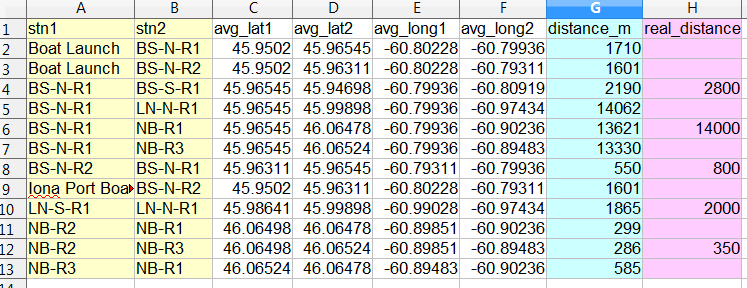 A B C D E F G H
1 stn1 stn2 avg_lat1 avg_lat2 avg_long1 avg_long2 distance_m real_distance
2 Boat Launch BS-N-R1 45.9502 45.96545 -60.80228 -60.79936 1710
3 Boat Launch BS-N-R2 45.9502 45.96311 -60.80228 -60.79311 1601
4 BS-N-R1 BS-S-R1 45.96545 45.94698 -60.79936 -60.80919 2190 2800
5 BS-N-R1 LN-N-R1 45.96545 45.99898 -60.79936 -60.97434 14062
6 BS-N-R1 NB-R1 45.96545 46.06478 -60.79936 -60.90236 13621 14000
7 BS-N-R1 NB-R3 45.96545 46.06524 -60.79936 -60.89483 13330
8 BS-N-R2 BS-N-R1 45.96311 45.96545 -60.79311 -60.79936 550 800
9 Iona Port Boa BS-N-R2 45.9502 45.96311 -60.80228 -60.79311 1601
10 LN-S-R1 LN-N-R1 45.98641 45.99898 -60.99028 -60.97434 1865 2000
11 NB-R2 NB-R1 46.06498 46.06478 -60.89851 -60.90236 299
12 NB-R2 NB-R3 46.06498 46.06524 -60.89851 -60.89483 286 350
13 NB-R3 NB-R1 46.06524 46.06478 -60.89483 -60.90236 585